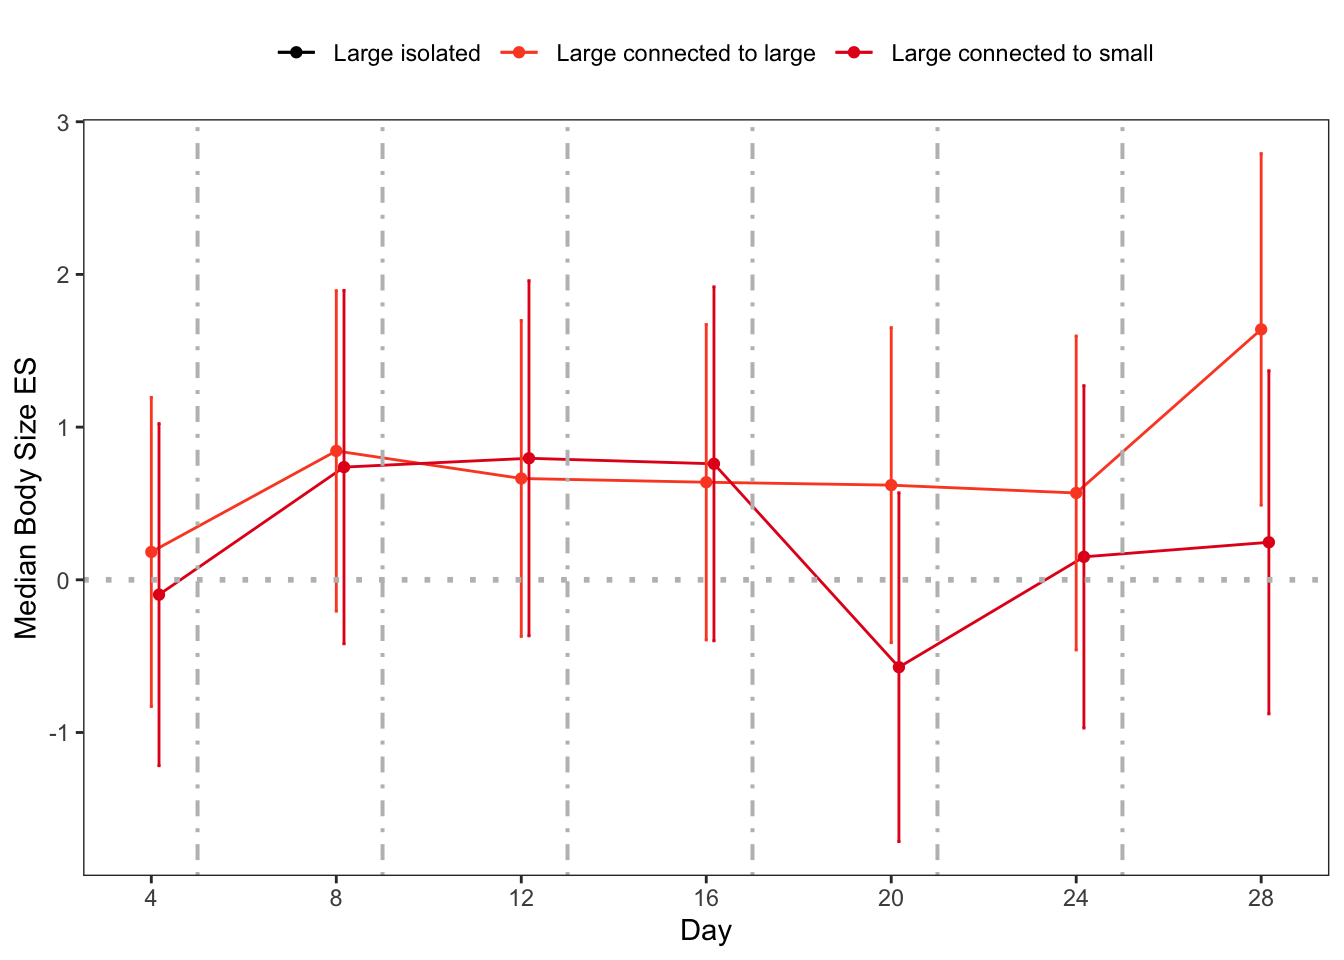 Large isolated Large connected to large Large connected to small
3
2
1
0
-1
Median Body Size ES
4 8 12 16 20 24 28
Day